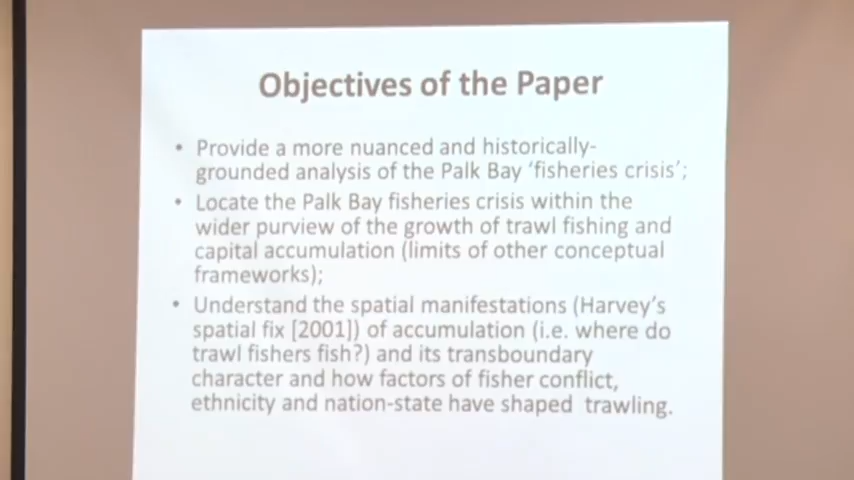 Objectives of the Paper
• Provide a more nuanced and historically-
grounded analysis of the Palk Bay ‘fisheries crisis’;
• Locate the Palk Bay fisheries crisis within the
wider purview of the growth of trawl fishing and
capital accumulation (limits of other conceptual
frameworks);
• Understand the spatial manifestations (Harvey’s
spatial fix [2001]) of accumulation (i.e. where do
trawl fishers fish?) and its transboundary
character and how factors of fisher conflict,
ethnicity and nation-state have shaped trawling.